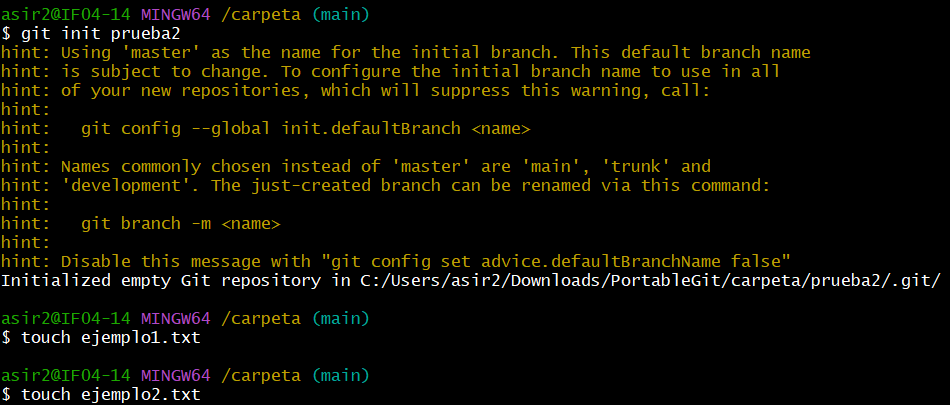 asir2@IFO4-14 MINGW64 /carpeta (main)
$ git init prueba2
hint: Using 'master' as the name for the initial branch. This default branch name
hint: is subject to change. To configure the initial branch name to use in all
hint: of your new repositories, which will suppress this warning, call:
hint:
hint:   git config --global init.defaultBranch <name>
hint:
hint: Names commonly chosen instead of 'master' are 'main', 'trunk' and
hint: 'development'. The just-created branch can be renamed via this command:
hint:
hint:   git branch -m <name>
hint:
hint: Disable this message with "git config set advice.defaultBranchName false"
Initialized empty Git repository in C:/Users/asir2/Downloads/PortableGit/carpeta/prueba2/.git/
asir2@IFO4-14 MINGW64 /carpeta (main)
$ touch ejemplo1.txt
asir2@IFO4-14 MINGW64 /carpeta (main)
$ touch ejemplo2.txt